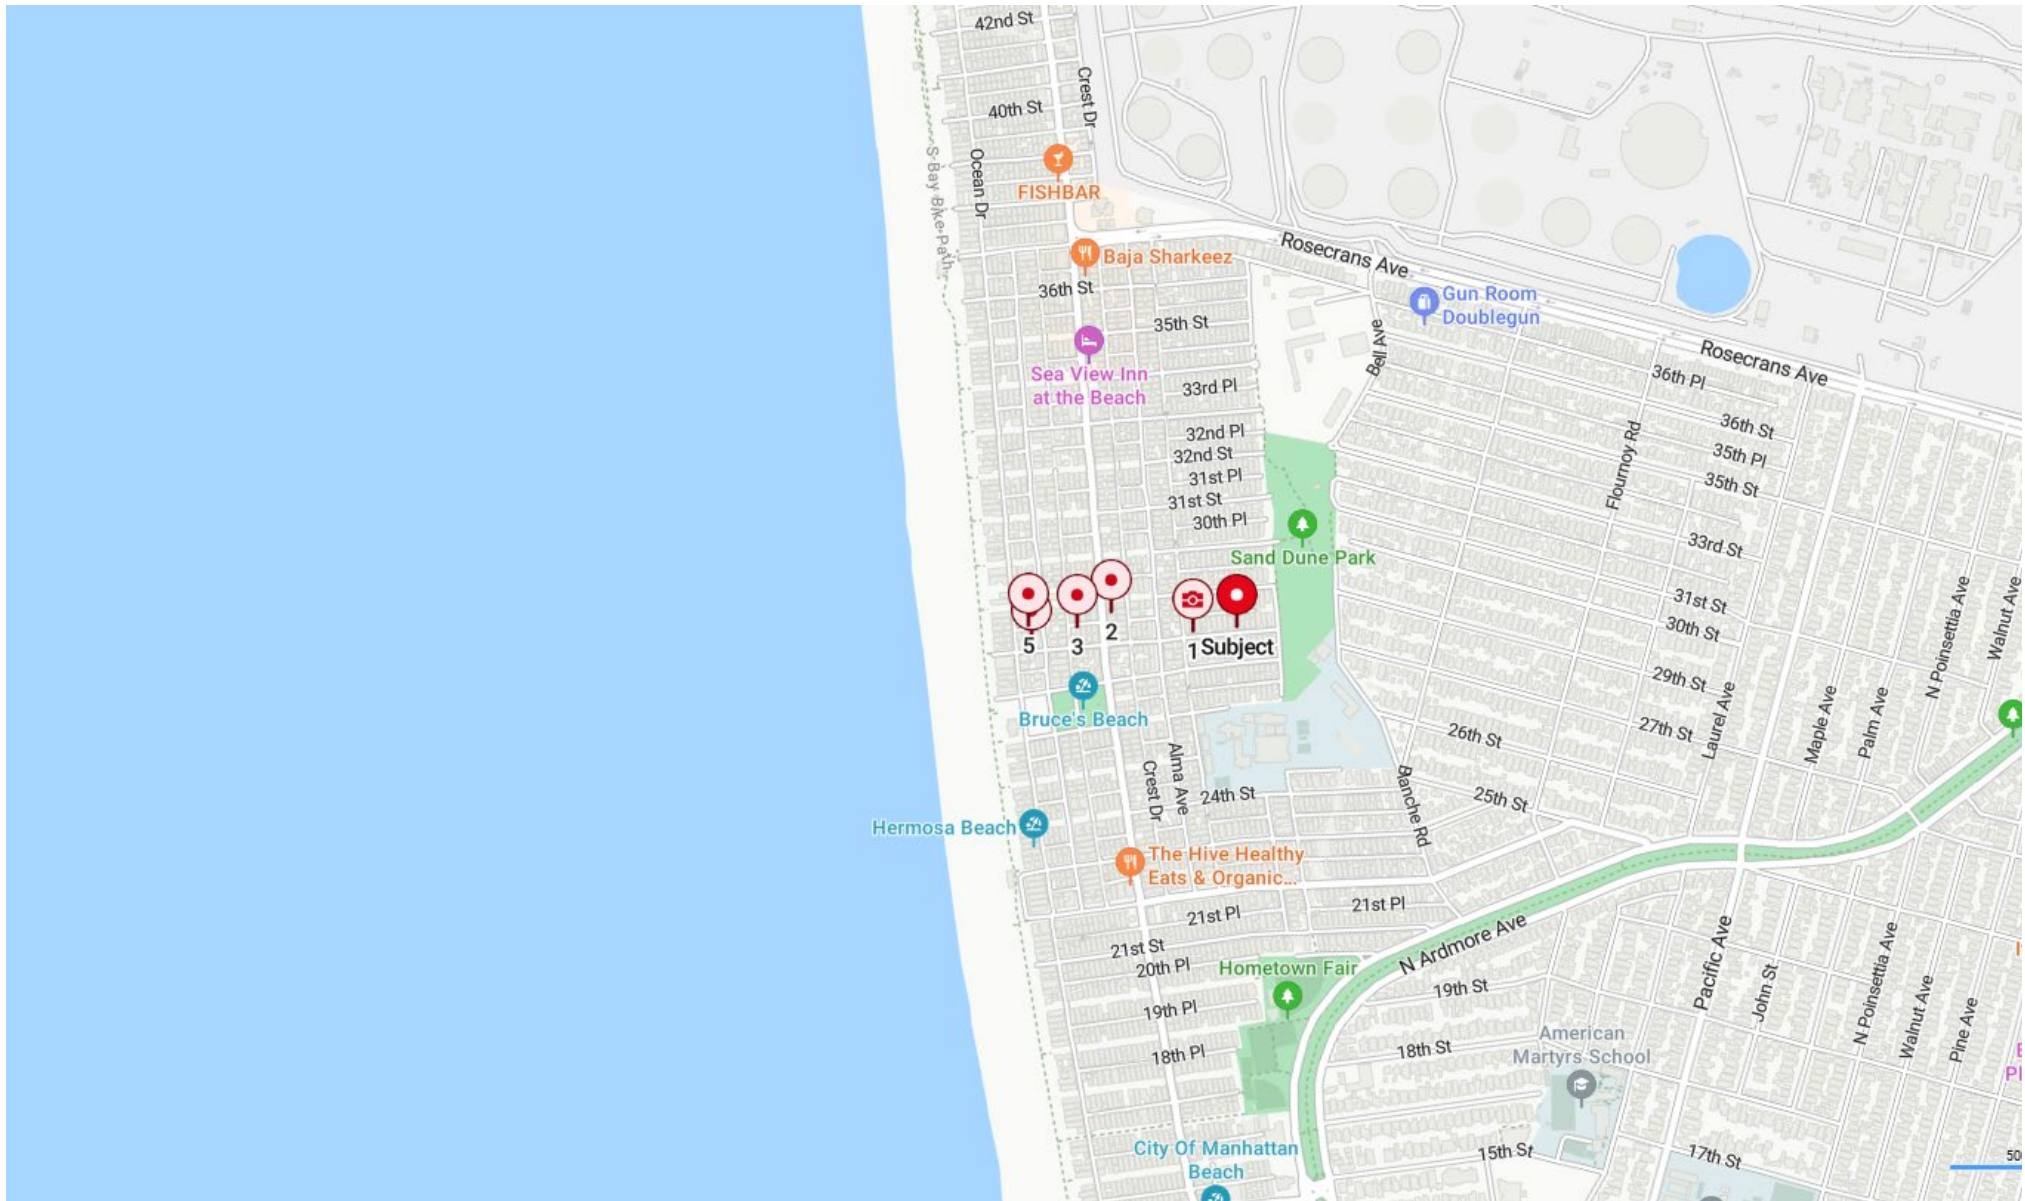 42nd St
Crest Dr
40th St
Ocean Dr
S Bay Bike Path
FISHBAR
Rosecrans Ave
Baja Sharkeez
36th St
Gun Room
Doublegun
35th St
Bell Ave
Rosecrans Ave
Sea View Inn
at the Beach
33rd Pl
36th Pl
36th St
32nd Pl
32nd St
35th Pl
31st Pl
35th St
Flournoy Rd
31st St
30th Pl
33rd St
Sand Dune Park
31st St
30th St
N Poinsettia Ave
Walnut Ave
5
3
2
1
Subject
29th St
Bruce's Beach
27th St
26th St
Laurel Ave
Maple Ave
Palm Ave
Alma Ave
Crest Dr
24th St
Blanche Rd
25th St
Hermosa Beach
The Hive Healthy
Eats & Organic...
21st Pl
21st Pl
21st St
20th Pl
Hometown Fair
N Ardmore Ave
19th St
19th Pl
Pacific Ave
John St
N Poinsettia Ave
Walnut Ave
Pine Ave
18th Pl
18th St
American
Martyrs School
City Of Manhattan
Beach
15th St
17th St